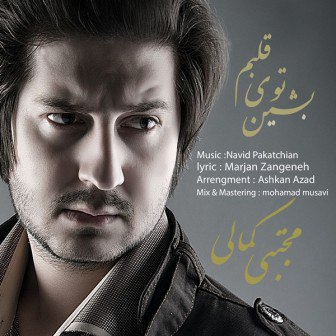 بشین توی قلبم
Music :Navid Pakatchian
lyric : Marjan Zangeneh
Arrengment : Ashkan Azad
Mix & Mastering : mohamad musavi
مجتبی کمالی